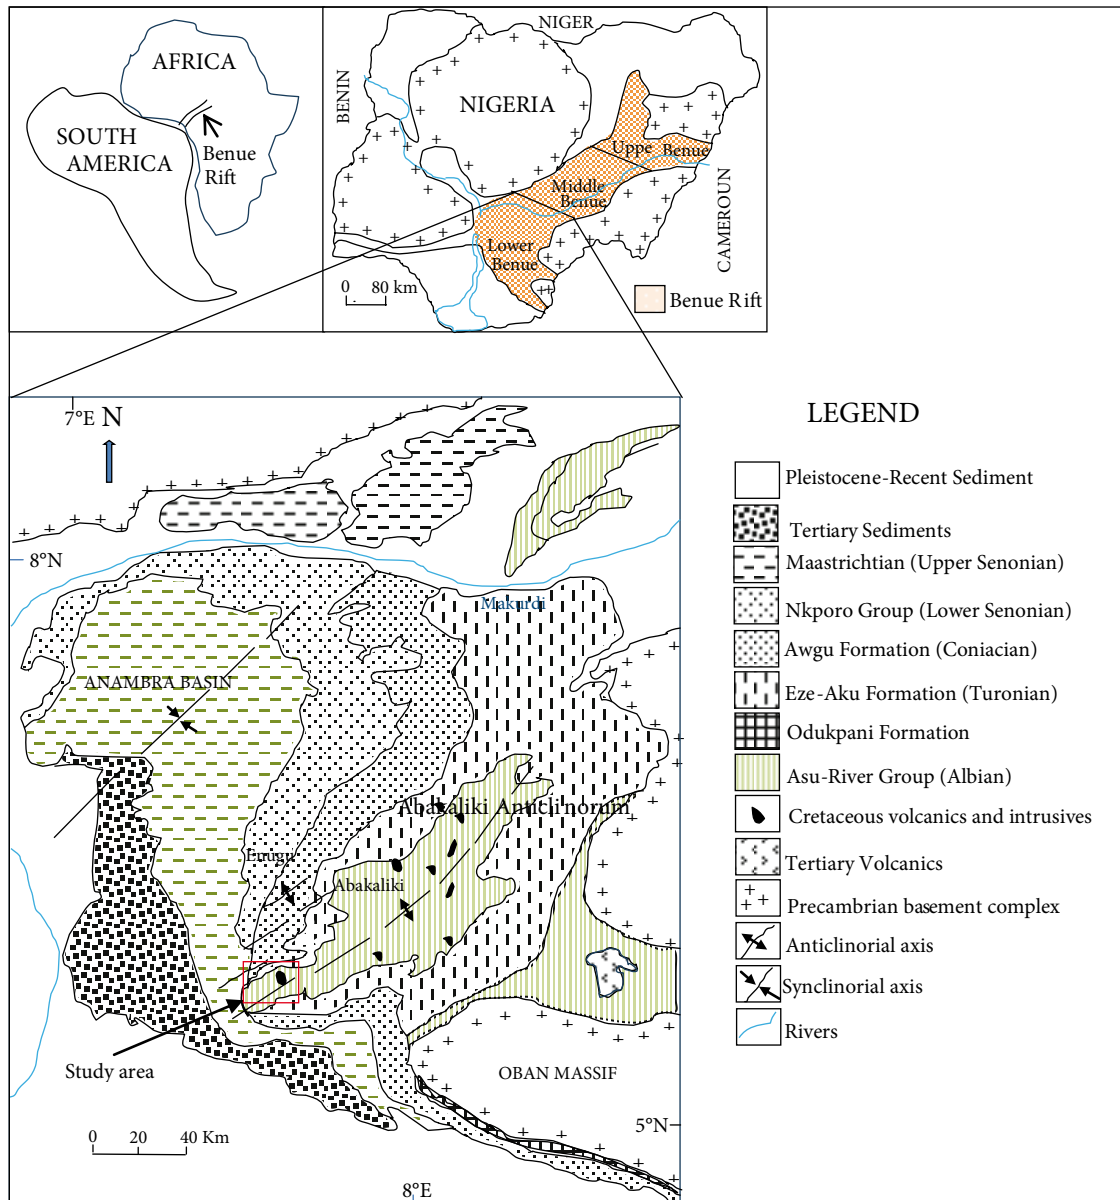 AFRICA
SOUTH
AMERICA
Benue
Rift
NIGER
BENIN
NIGERIA
Uppe Benue
Middle
Benue
Lower
Benue
CAMEROUN
0 80 km
Benue Rift
7°E N
8°N
Makurdi
ANAMBRA BASIN
Abakaliki Anticlinorum
Enugu
Abakaliki
Study area
OBAN MASSIF
0 20 40 Km
5°N
8°E
LEGEND
Pleistocene-Recent Sediment
Tertiary Sediments
Maastrichtian (Upper Senonian)
Nkporo Group (Lower Senonian)
Awgu Formation (Coniacian)
Eze-Aku Formation (Turonian)
Odukpani Formation
Asu-River Group (Albian)
Cretaceous volcanics and intrusives
Tertiary Volcanics
Precambrian basement complex
Anticlinorial axis
Synclinorial axis
Rivers